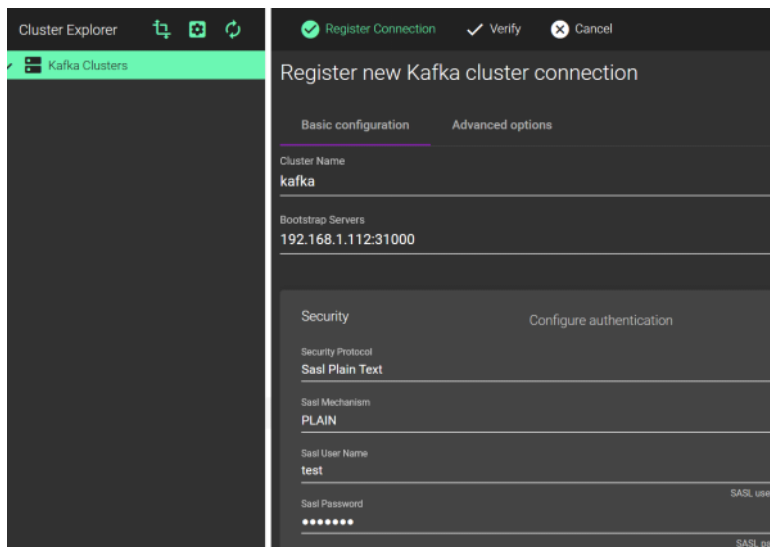 Cluster Explorer
Register Connection Verify Cancel
Kafka Clusters
Register new Kafka cluster connection
Basic configuration Advanced options
Cluster Name
kafka
Bootstrap Servers
192.168.1.112:31000
Security Configure authentication
Security Protocol
Sasl Plain Text
Sasl Mechanism
PLAIN
Sasl User Name
test
SASL use
Sasl Password
•••••••
SASL pa